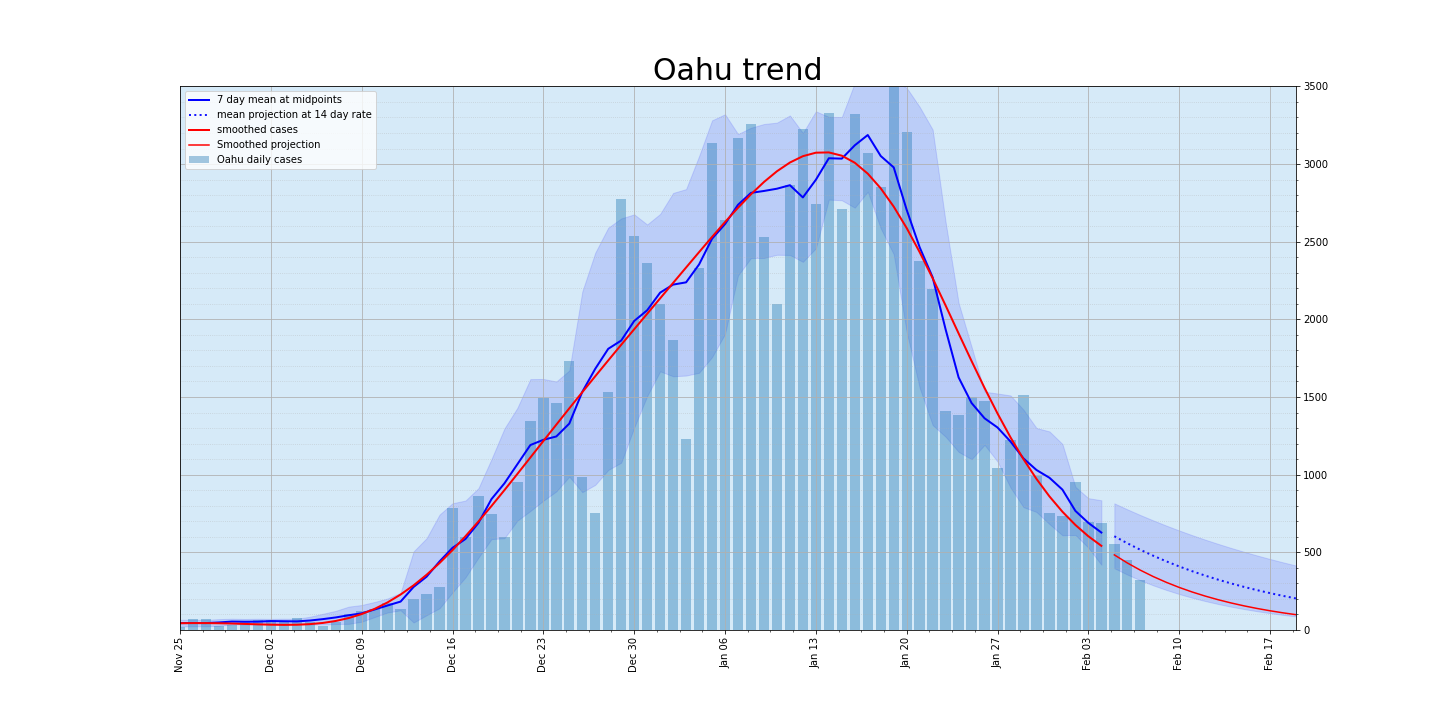 Oahu trend
7 day mean at midpoints
mean projection at 14 day rate
smoothed cases
Smoothed projection
Oahu daily cases
3500
3000
2500
2000
1500
1000
500
0
Nov 25
Dec 02
Dec 09
Dec 16
Dec 23
Dec 30
Jan 06
Jan 13
Jan 20
Jan 27
Feb 03
Feb 10
Feb 17